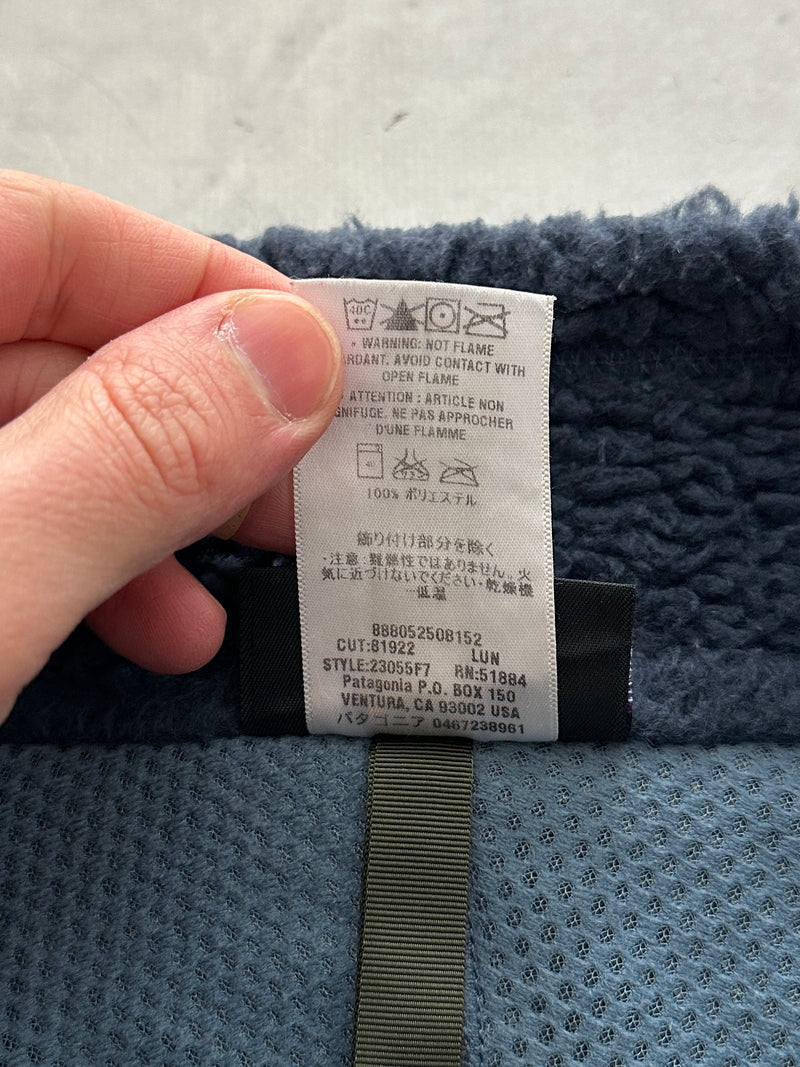 40C
• WARNING: NOT FLAME
ARDANT. AVOID CONTACT WITH
OPEN FLAME
ATTENTION : ARTICLE NON
GNIFUGE. NE PAS APPROCHER
D'UNE FLAMME
40
100% ポリエステル
飾り付け部分を除く
・注意：難燃性ではありません。火
気に近づけないでください・乾燥機
…低温
888052508152
CUT:81922 LUN
STYLE:23055F7 RN:51884
Patagonia P.O. BOX 150
VENTURA, CA 93002 USA
パタゴニア 0467238961